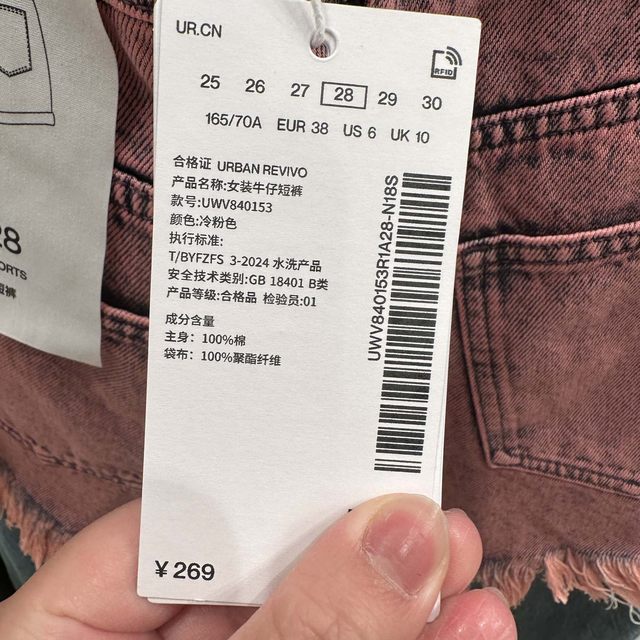 UR.CN
RFID
25 26 27 28 29 30
165/70A EUR 38 US 6 UK 10
合格证 URBAN REVIVO
产品名称:女装牛仔短裤
款号:UWV840153
颜色:冷粉色
执行标准:
T/BYFZFS 3-2024 水洗产品
安全技术类别:GB 18401 B类
产品等级:合格品 检验员:01
成分含量
主身：100%棉
袋布：100%聚酯纤维
UWV840153R1A28-N18S
¥269
28
ORTS
短裤